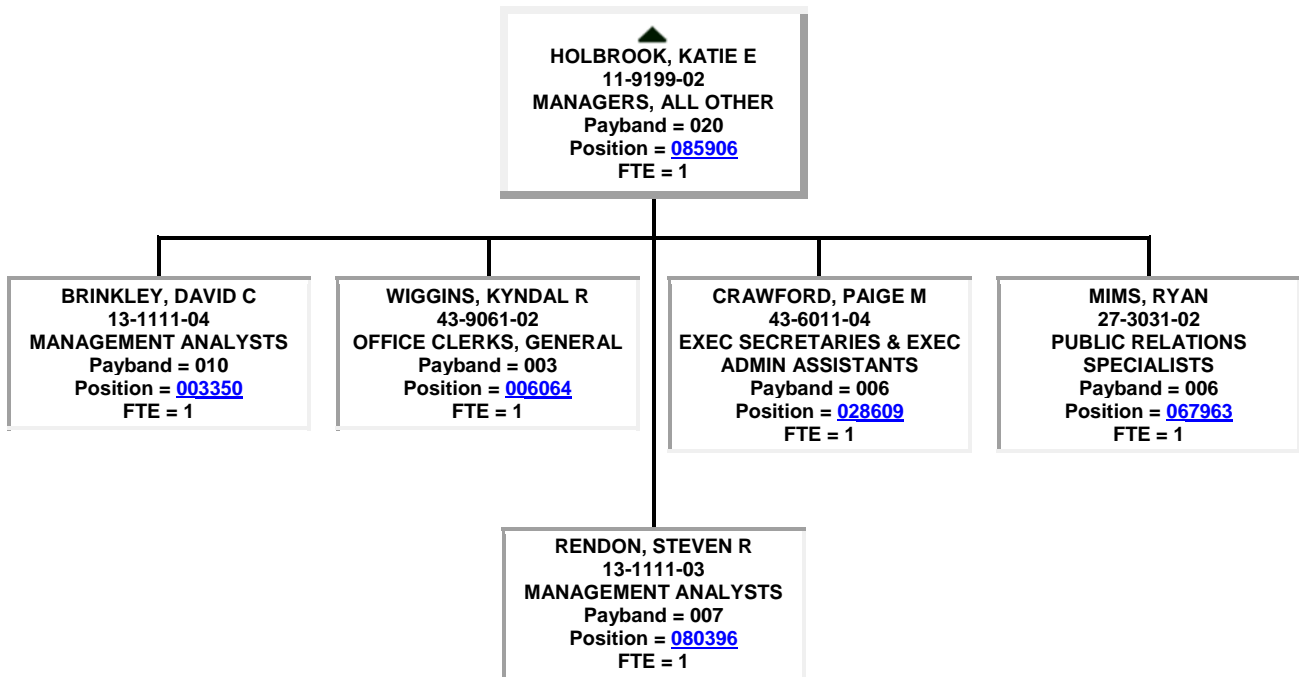 HOLBROOK, KATIE E
11-9199-02
MANAGERS, ALL OTHER
Payband = 020
Position = 085906
FTE = 1
BRINKLEY, DAVID C
13-1111-04
MANAGEMENT ANALYSTS
Payband = 010
Position = 003350
FTE = 1
WIGGINS, KYNDAL R
43-9061-02
OFFICE CLERKS, GENERAL
Payband = 003
Position = 006064
FTE = 1
CRAWFORD, PAIGE M
43-6011-04
EXEC SECRETARIES & EXEC
ADMIN ASSISTANTS
Payband = 006
Position = 028609
FTE = 1
MIMS, RYAN
27-3031-02
PUBLIC RELATIONS
SPECIALISTS
Payband = 006
Position = 067963
FTE = 1
RENDON, STEVEN R
13-1111-03
MANAGEMENT ANALYSTS
Payband = 007
Position = 080396
FTE = 1